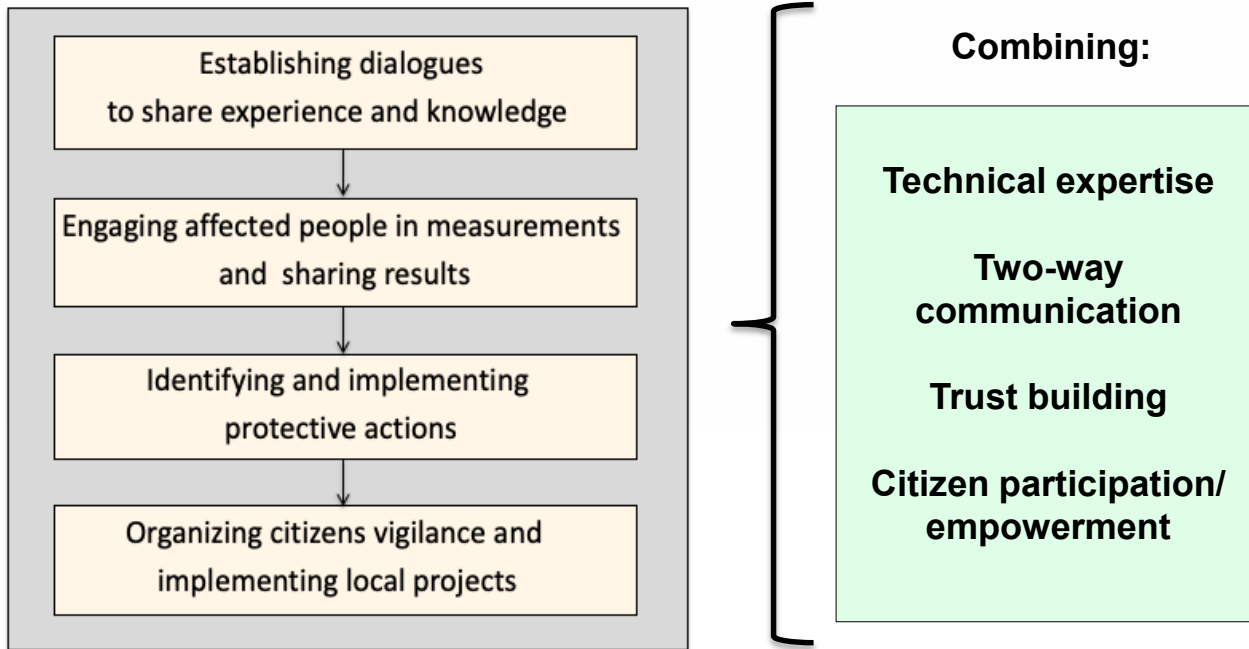 Establishing dialogues
to share experience and knowledge
Engaging affected people in measurements
and sharing results
Identifying and implementing
protective actions
Organizing citizens vigilance and
implementing local projects
Combining:
Technical expertise
Two-way
communication
Trust building
Citizen participation/
empowerment